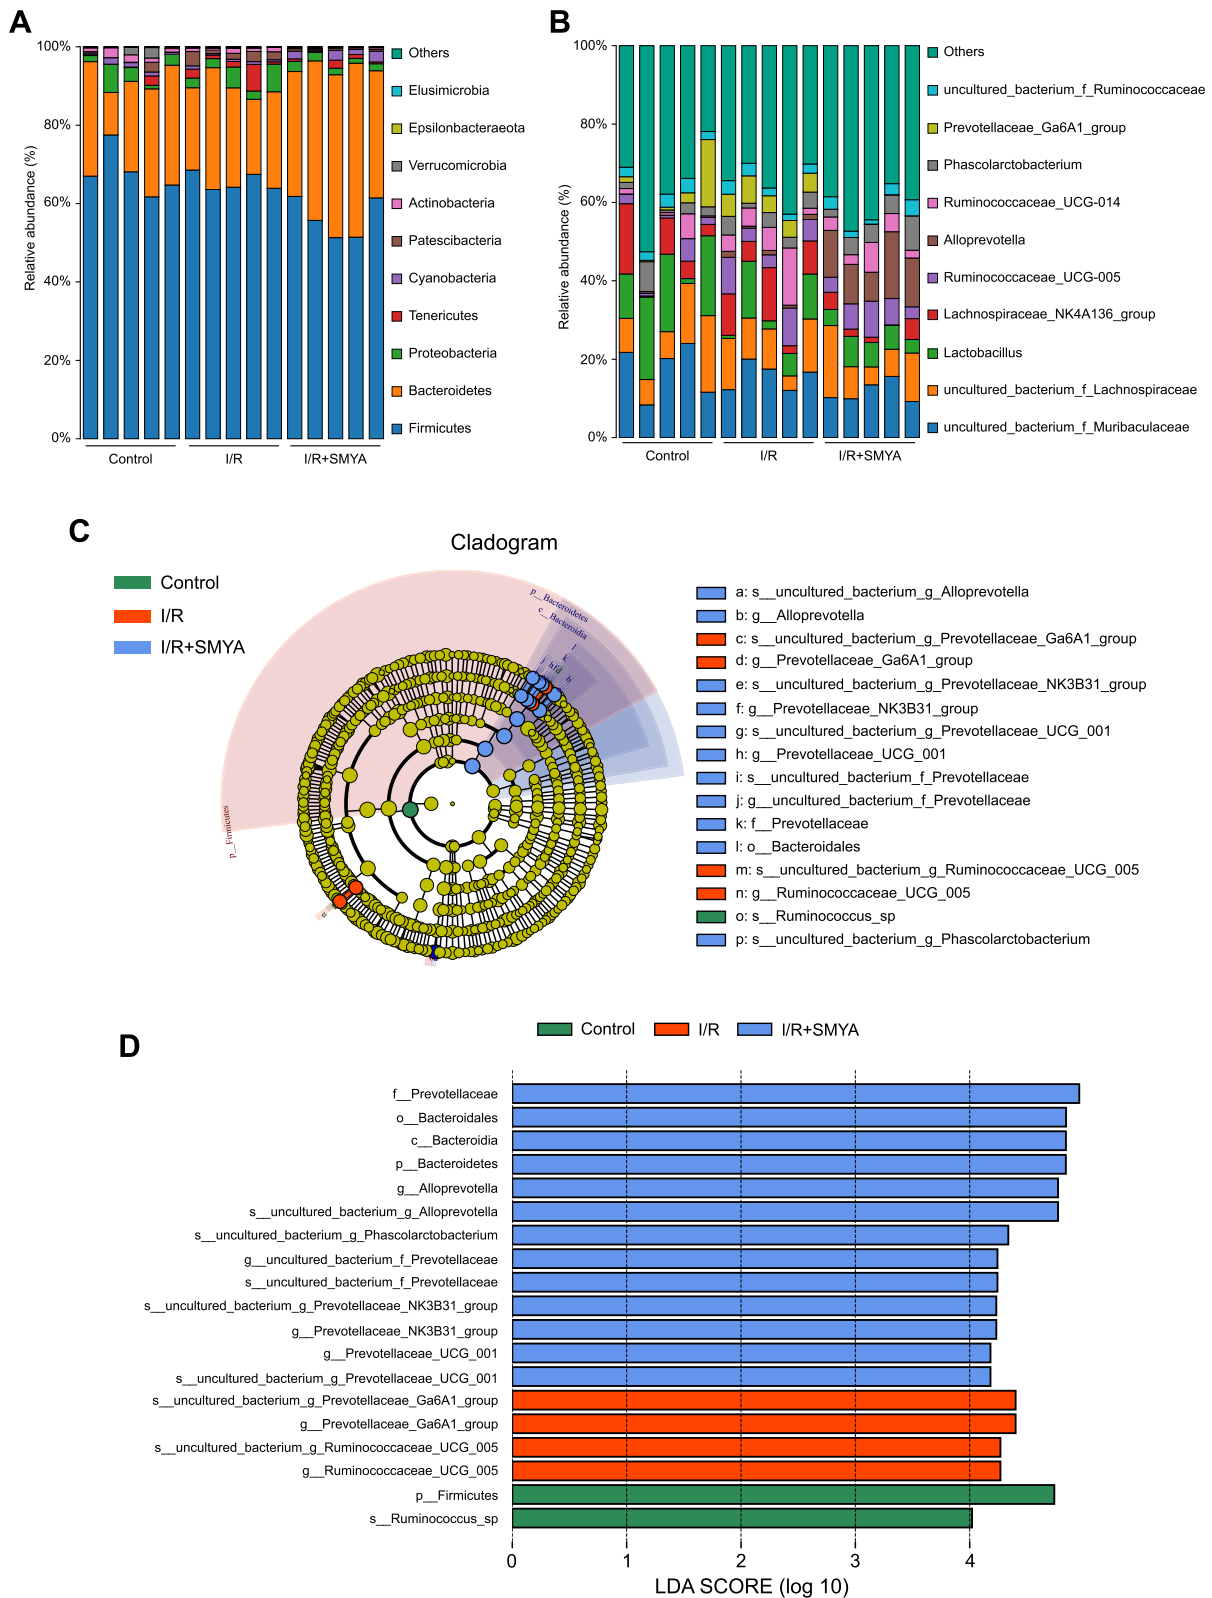 A
100%
80%
60%
40%
20%
0%
Relative abundance (%)
Control
I/R
I/R+SMYA
Others
Elusimicrobia
Epsilonbacteraeota
Verrucomicrobia
Actinobacteria
Patescibacteria
Cyanobacteria
Tenericutes
Proteobacteria
Bacteroidetes
Firmicutes
B
100%
80%
60%
40%
20%
0%
Relative abundance (%)
Control
I/R
I/R+SMYA
Others
uncultured_bacterium_f_Ruminococcaceae
Prevotellaceae_Ga6A1_group
Phascolarctobacterium
Ruminococcaceae_UCG-014
Alloprevotella
Ruminococcaceae_UCG-005
Lachnospiraceae_NK4A136_group
Lactobacillus
uncultured_bacterium_f_Lachnospiraceae
uncultured_bacterium_f_Muribaculaceae
C
Cladogram
Control
I/R
I/R+SMYA
p__Bacteroidetes
c__Bacteroidia
l
k
j
h
f
d
b
p__Firmicutes
a: s__uncultured_bacterium_g_Alloprevotella
b: g__Alloprevotella
c: s__uncultured_bacterium_g_Prevotellaceae_Ga6A1_group
d: g__Prevotellaceae_Ga6A1_group
e: s__uncultured_bacterium_g_Prevotellaceae_NK3B31_group
f: g__Prevotellaceae_NK3B31_group
g: s__uncultured_bacterium_g_Prevotellaceae_UCG_001
h: g__Prevotellaceae_UCG_001
i: s__uncultured_bacterium_f_Prevotellaceae
j: g__uncultured_bacterium_f_Prevotellaceae
k: f__Prevotellaceae
l: o__Bacteroidales
m: s__uncultured_bacterium_g_Ruminococcaceae_UCG_005
n: g__Ruminococcaceae_UCG_005
o: s__Ruminococcus_sp
p: s__uncultured_bacterium_g_Phascolarctobacterium
D
Control
I/R
I/R+SMYA
f__Prevotellaceae
o__Bacteroidales
c__Bacteroidia
p__Bacteroidetes
g__Alloprevotella
s__uncultured_bacterium_g_Alloprevotella
s__uncultured_bacterium_g_Phascolarctobacterium
g__uncultured_bacterium_f_Prevotellaceae
s__uncultured_bacterium_f_Prevotellaceae
s__uncultured_bacterium_g_Prevotellaceae_NK3B31_group
g__Prevotellaceae_NK3B31_group
g__Prevotellaceae_UCG_001
s__uncultured_bacterium_g_Prevotellaceae_UCG_001
s__uncultured_bacterium_g_Prevotellaceae_Ga6A1_group
g__Prevotellaceae_Ga6A1_group
s__uncultured_bacterium_g_Ruminococcaceae_UCG_005
g__Ruminococcaceae_UCG_005
p__Firmicutes
s__Ruminococcus_sp
0
1
2
3
4
LDA SCORE (log 10)